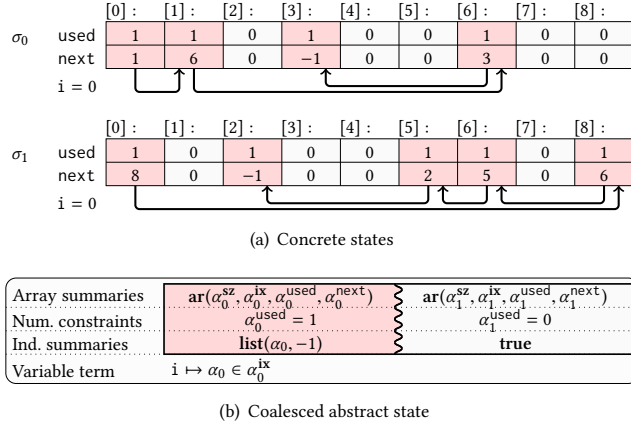 [0] : [1] : [2] : [3] : [4] : [5] : [6] : [7] : [8] :
σ₀ used 1 1 0 1 0 0 1 0 0
next 1 6 0 −1 0 0 3 0 0
i = 0
[0] : [1] : [2] : [3] : [4] : [5] : [6] : [7] : [8] :
σ₁ used 1 0 1 0 0 1 1 0 1
next 8 0 −1 0 0 2 5 0 6
i = 0
(a) Concrete states
Array summaries ar(α₀^sz, α₀^ix, α₀^used, α₀^next) ar(α₁^sz, α₁^ix, α₁^used, α₁^next)
Num. constraints α₀^used = 1 α₁^used = 0
Ind. summaries list(α₀, −1) true
Variable term i ↦ α₀ ∈ α₀^ix
(b) Coalesced abstract state